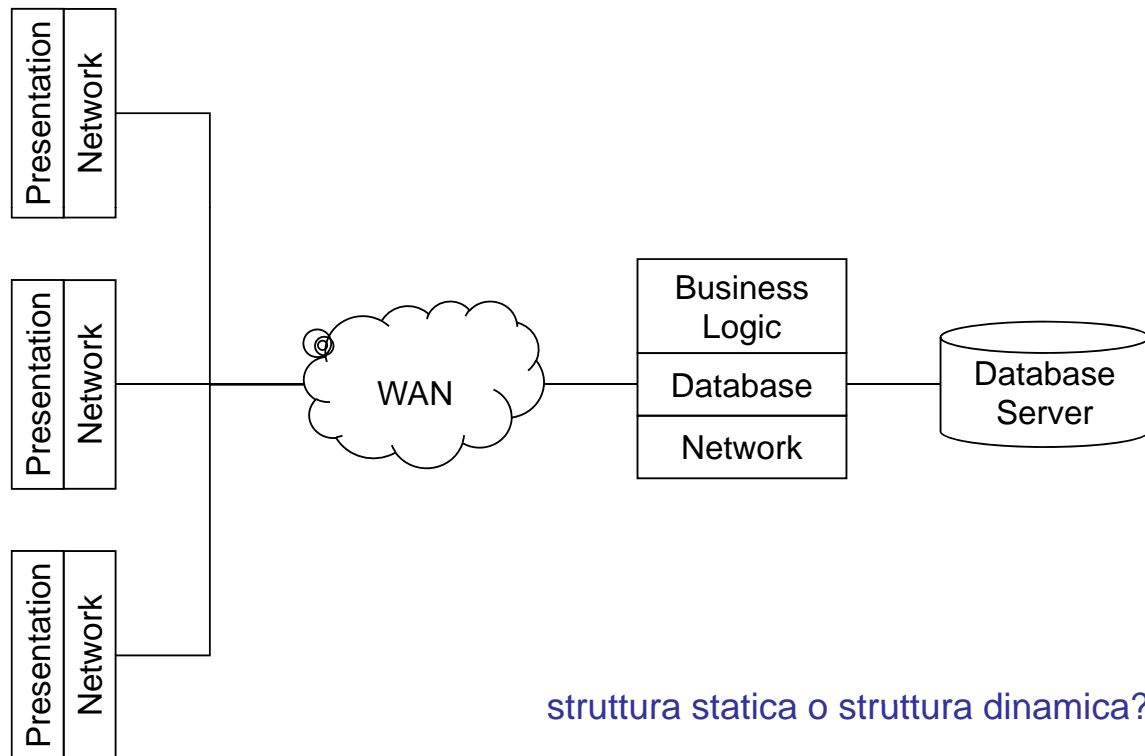 Presentation
Network
Presentation
Network
Presentation
Network
WAN
Business
Logic
Database
Network
Database
Server
struttura statica o struttura dinamica?